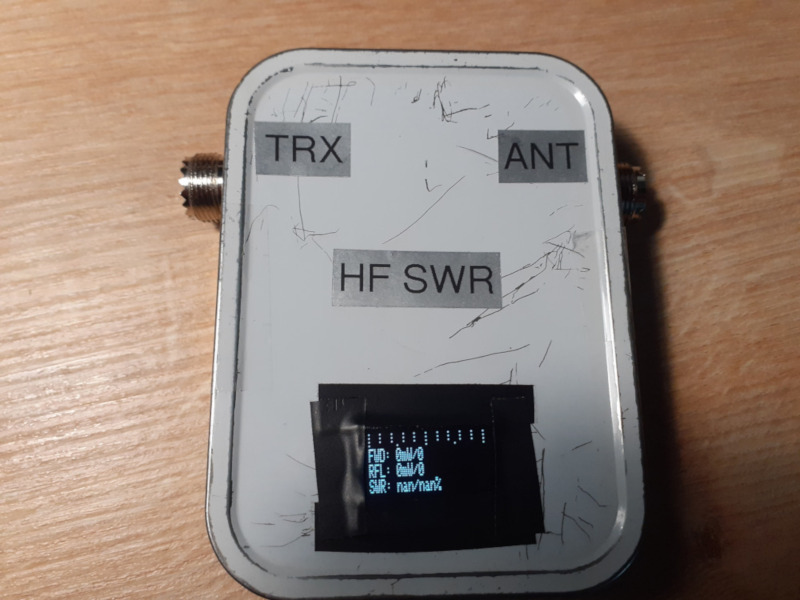 TRX
ANT
HF SWR
FWD: 0mW/0
RFL: 0mW/0
SWR: nan/nan%